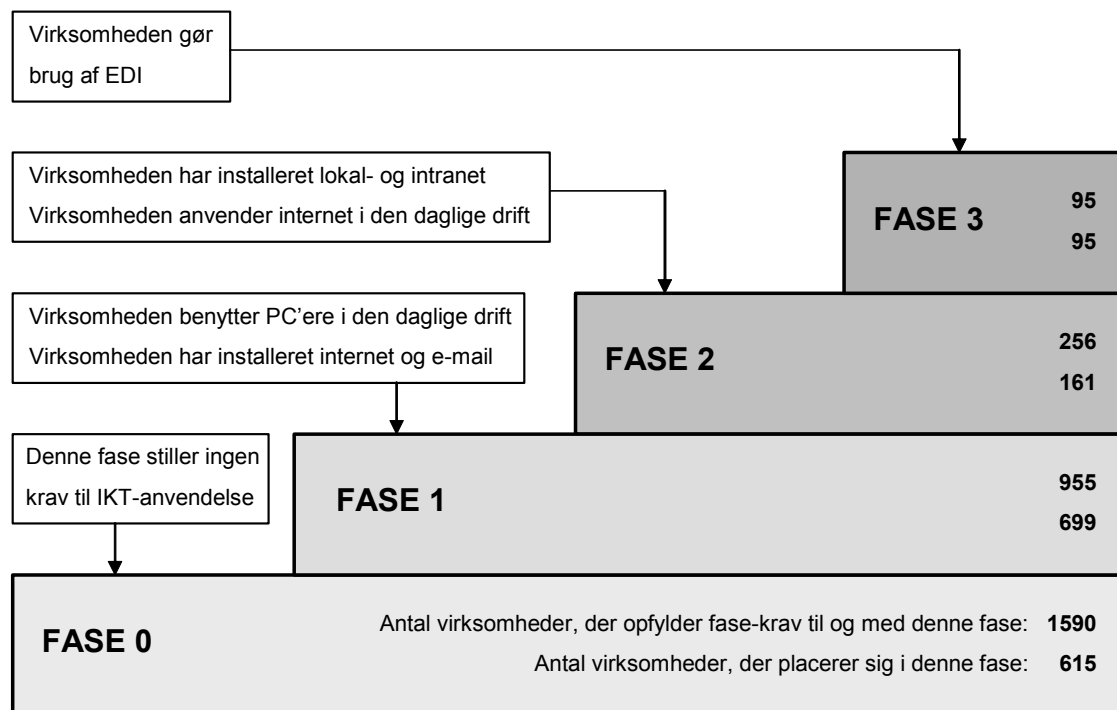 Virksomheden gør
brug af EDI
Virksomheden har installeret lokal- og intranet
Virksomheden anvender internet i den daglige drift
FASE 3
95
95
Virksomheden benytter PC’ere i den daglige drift
Virksomheden har installeret internet og e-mail
FASE 2
256
161
Denne fase stiller ingen
krav til IKT-anvendelse
FASE 1
955
699
FASE 0
Antal virksomheder, der opfylder fase-krav til og med denne fase: 1590
Antal virksomheder, der placerer sig i denne fase: 615